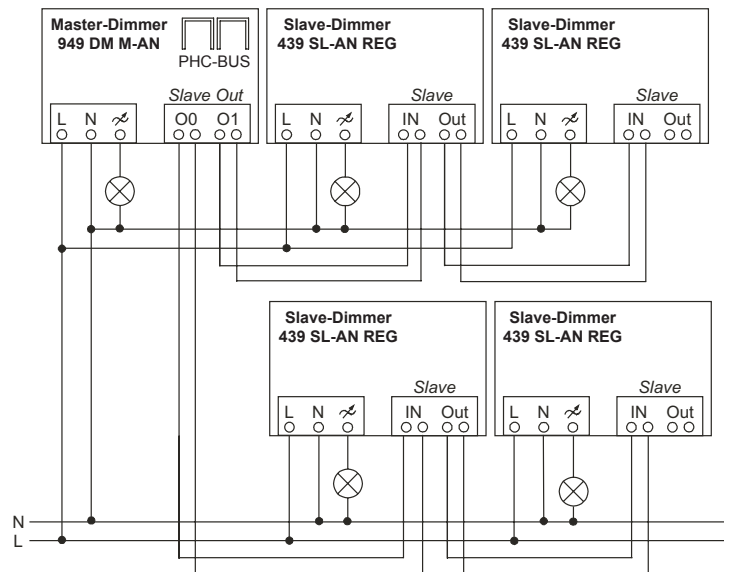 Master-Dimmer
949 DM M-AN
PHC-BUS
Slave Out
L N O0 O1
Slave-Dimmer
439 SL-AN REG
Slave
L N IN Out
Slave-Dimmer
439 SL-AN REG
Slave
L N IN Out
Slave-Dimmer
439 SL-AN REG
Slave
L N IN Out
Slave-Dimmer
439 SL-AN REG
Slave
L N IN Out
N
L